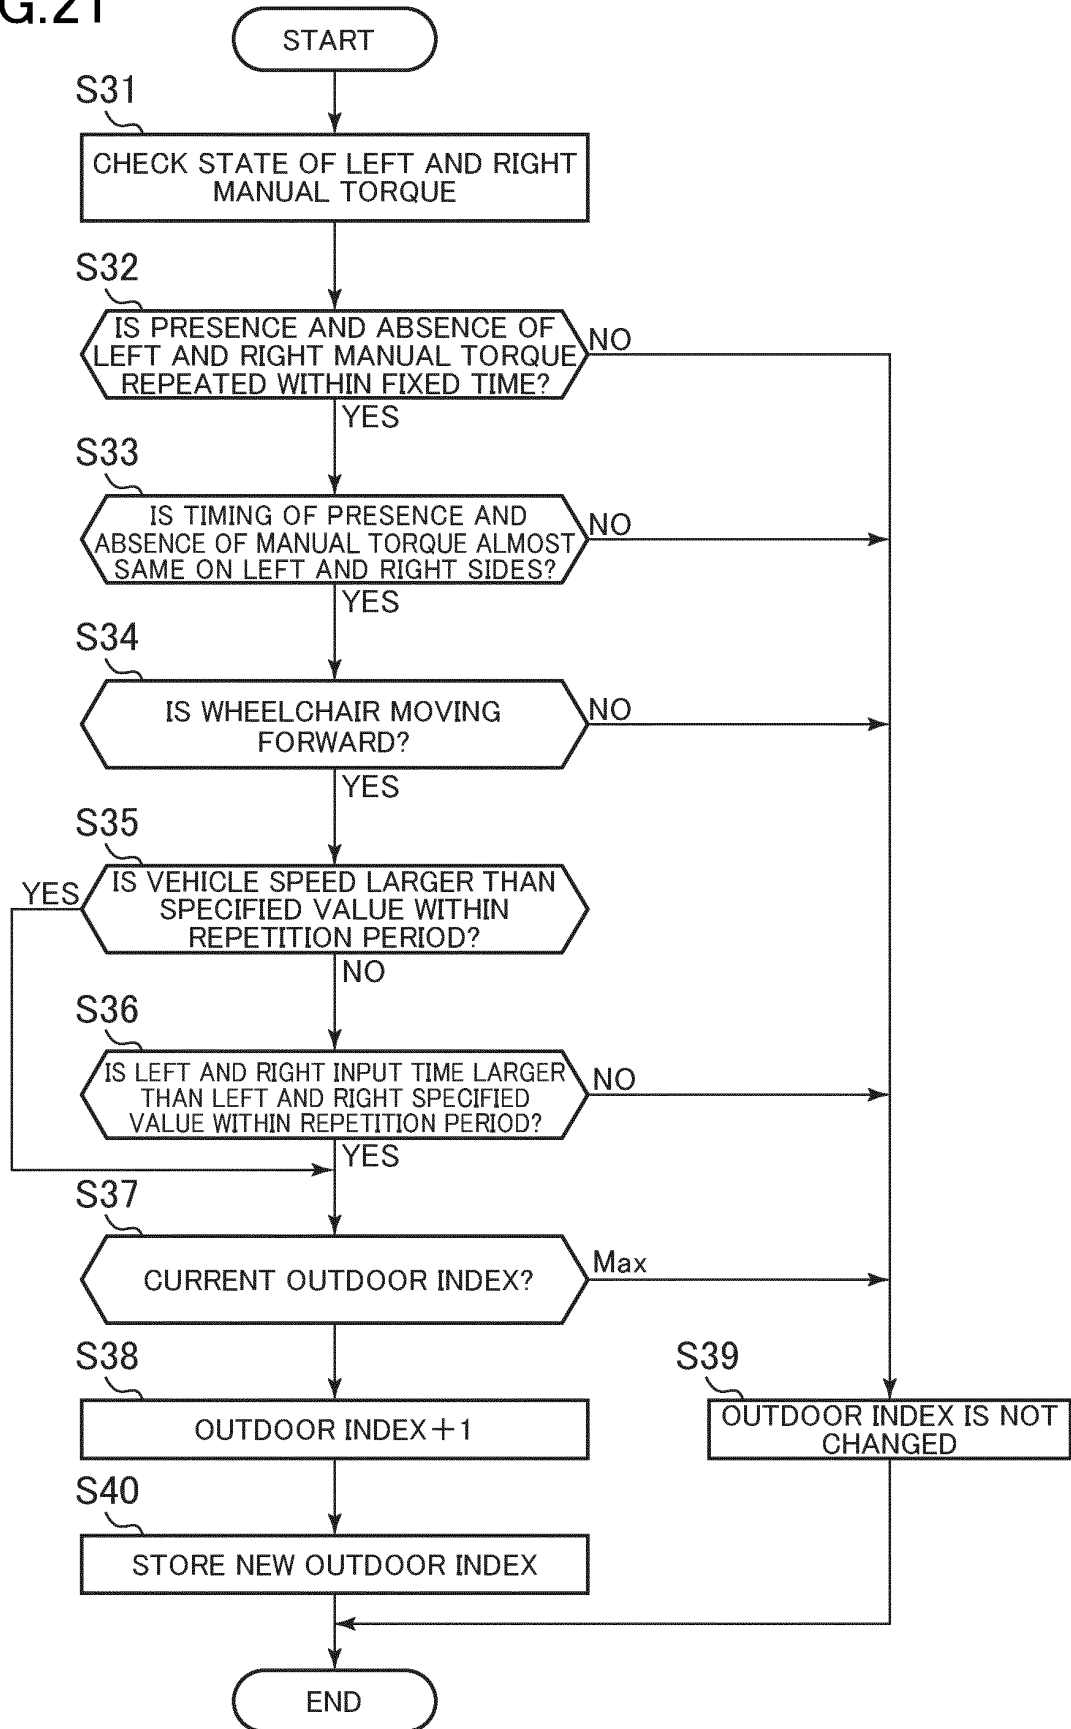 G.21
START
S31
CHECK STATE OF LEFT AND RIGHT
MANUAL TORQUE
S32
IS PRESENCE AND ABSENCE OF
LEFT AND RIGHT MANUAL TORQUE
REPEATED WITHIN FIXED TIME?
NO
YES
S33
IS TIMING OF PRESENCE AND
ABSENCE OF MANUAL TORQUE ALMOST
SAME ON LEFT AND RIGHT SIDES?
NO
YES
S34
IS WHEELCHAIR MOVING
FORWARD?
NO
YES
S35
YES
IS VEHICLE SPEED LARGER THAN
SPECIFIED VALUE WITHIN
REPETITION PERIOD?
NO
S36
IS LEFT AND RIGHT INPUT TIME LARGER
THAN LEFT AND RIGHT SPECIFIED
VALUE WITHIN REPETITION PERIOD?
NO
YES
S37
CURRENT OUTDOOR INDEX?
Max
S38
OUTDOOR INDEX+1
S39
OUTDOOR INDEX IS NOT
CHANGED
S40
STORE NEW OUTDOOR INDEX
END